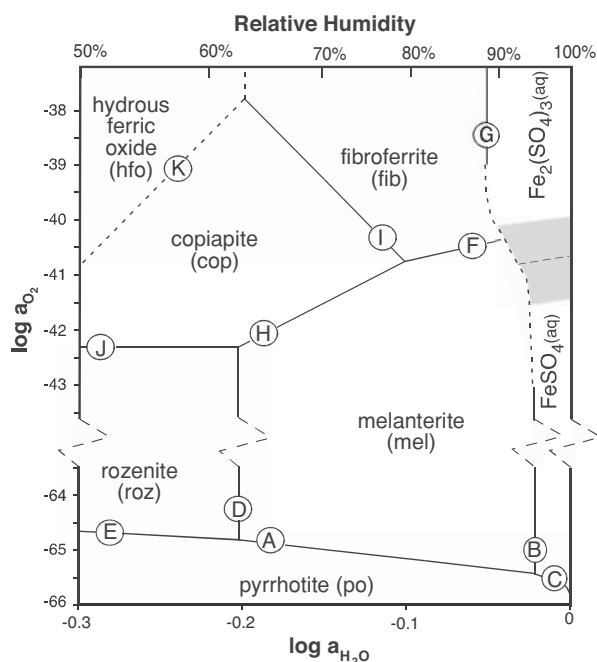 Relative Humidity
50% 60% 70% 80% 90% 100%
-38
-39
-40
-41
-42
-43
-64
-65
-66
log a_O2
hydrous
ferric
oxide
(hfo)
K
fibroferrite
(fib)
G
Fe2(SO4)3(aq)
copiapite
(cop)
I
F
J
H
FeSO4(aq)
melanterite
(mel)
rozenite
(roz)
D
E
A
B
C
pyrrhotite (po)
-0.3 -0.2 -0.1 0
log a_H2O